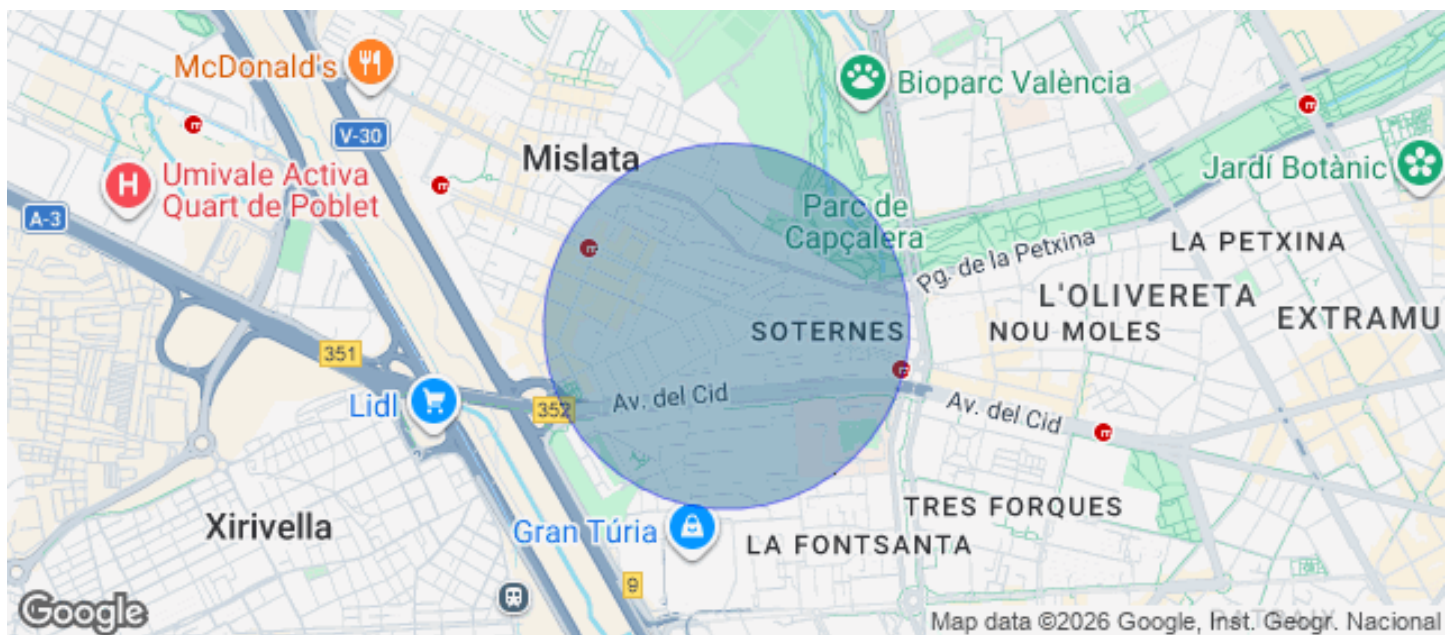 McDonald's
Bioparc València
V-30
Mislata
Jardí Botànic
Umivale Activa
Quart de Poblet
A-3
Parc de
Capçalera
LA PETXINA
Pg. de la Petxina
L'OLIVERETA
EXTRAMU
SOTERNES
NOU MOLES
351
Lidl
352
Av. del Cid
Av. del Cid
TRES FORQUES
Xirivella
Gran Túria
LA FONTSANTA
9
Google
Map data ©2026 Google, Inst. Geogr. Nacional